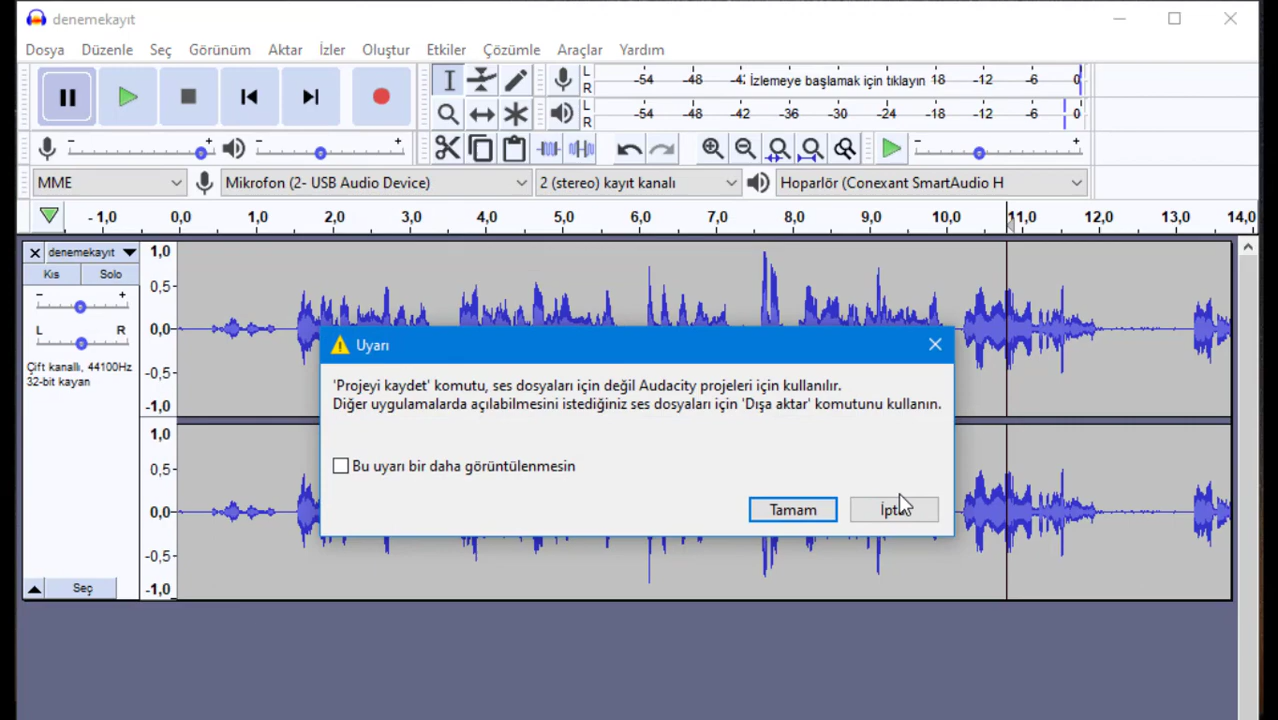 denemekayıt
Dosya Düzenle Seç Görünüm Aktar İzler Oluştur Etkiler Çözümle Araçlar Yardım
L R -54 -48 -4 İzlemeye başlamak için tıklayın 18 -12 -6 0
L R -54 -48 -42 -36 -30 -24 -18 -12 -6 0
- + - + - +
MME Mikrofon (2- USB Audio Device) 2 (stereo) kayıt kanalı Hoparlör (Conexant SmartAudio H
- 1,0 0,0 1,0 2,0 3,0 4,0 5,0 6,0 7,0 8,0 9,0 10,0 11,0 12,0 13,0 14,0
denemekayıt 1,0
Kıs Solo
- + 0,5
L R 0,0
Çift kanallı, 44100Hz
32-bit kayan -0,5
-1,0
1,0
0,5
0,0
-0,5
Seç -1,0
Uyarı
'Projeyi kaydet' komutu, ses dosyaları için değil Audacity projeleri için kullanılır.
Diğer uygulamalarda açılabilmesini istediğiniz ses dosyaları için 'Dışa aktar' komutunu kullanın.
Bu uyarı bir daha görüntülenmesin
Tamam